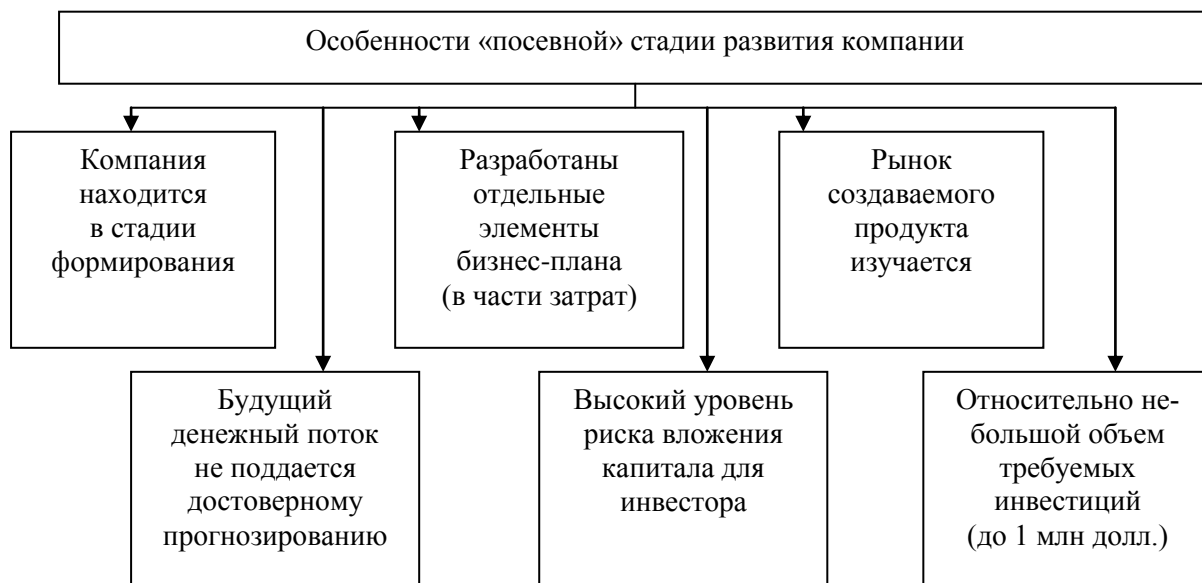 Особенности «посевной» стадии развития компании
Компания
находится
в стадии
формирования
Разработаны
отдельные
элементы
бизнес-плана
(в части затрат)
Рынок
создаваемого
продукта
изучается
Будущий
денежный поток
не поддается
достоверному
прогнозированию
Высокий уровень
риска вложения
капитала для
инвестора
Относительно не-
большой объем
требуемых
инвестиций
(до 1 млн долл.)